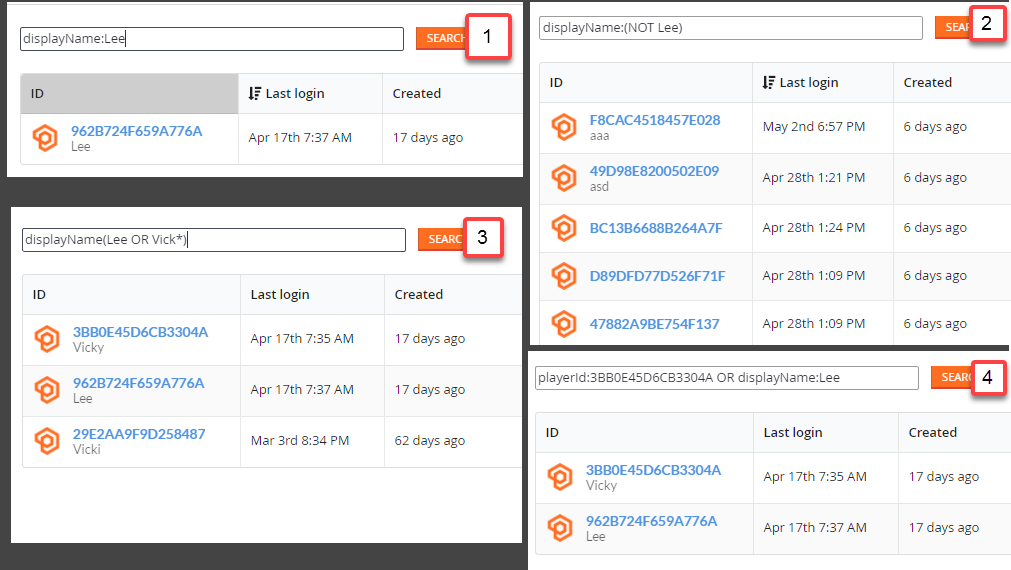 displayName:Lee
SEARCH
1
ID Last login Created
962B724F659A776A Apr 17th 7:37 AM 17 days ago
Lee
displayName:(NOT Lee)
SEAR
2
ID Last login Created
F8CAC4518457E028 May 2nd 6:57 PM 6 days ago
aaa
49D98E8200502E09 Apr 28th 1:21 PM 6 days ago
asd
BC13B6688B264A7F Apr 28th 1:24 PM 6 days ago
D89DFD77D526F71F Apr 28th 1:09 PM 6 days ago
47882A9BE754F137 Apr 28th 1:09 PM 6 days ago
displayName(Lee OR Vick*)
SEARC
3
ID Last login Created
3BB0E45D6CB3304A Apr 17th 7:35 AM 17 days ago
Vicky
962B724F659A776A Apr 17th 7:37 AM 17 days ago
Lee
29E2AA9F9D258487 Mar 3rd 8:34 PM 62 days ago
Vicki
playerId:3BB0E45D6CB3304A OR displayName:Lee
SEARC
4
ID Last login Created
3BB0E45D6CB3304A Apr 17th 7:35 AM 17 days ago
Vicky
962B724F659A776A Apr 17th 7:37 AM 17 days ago
Lee